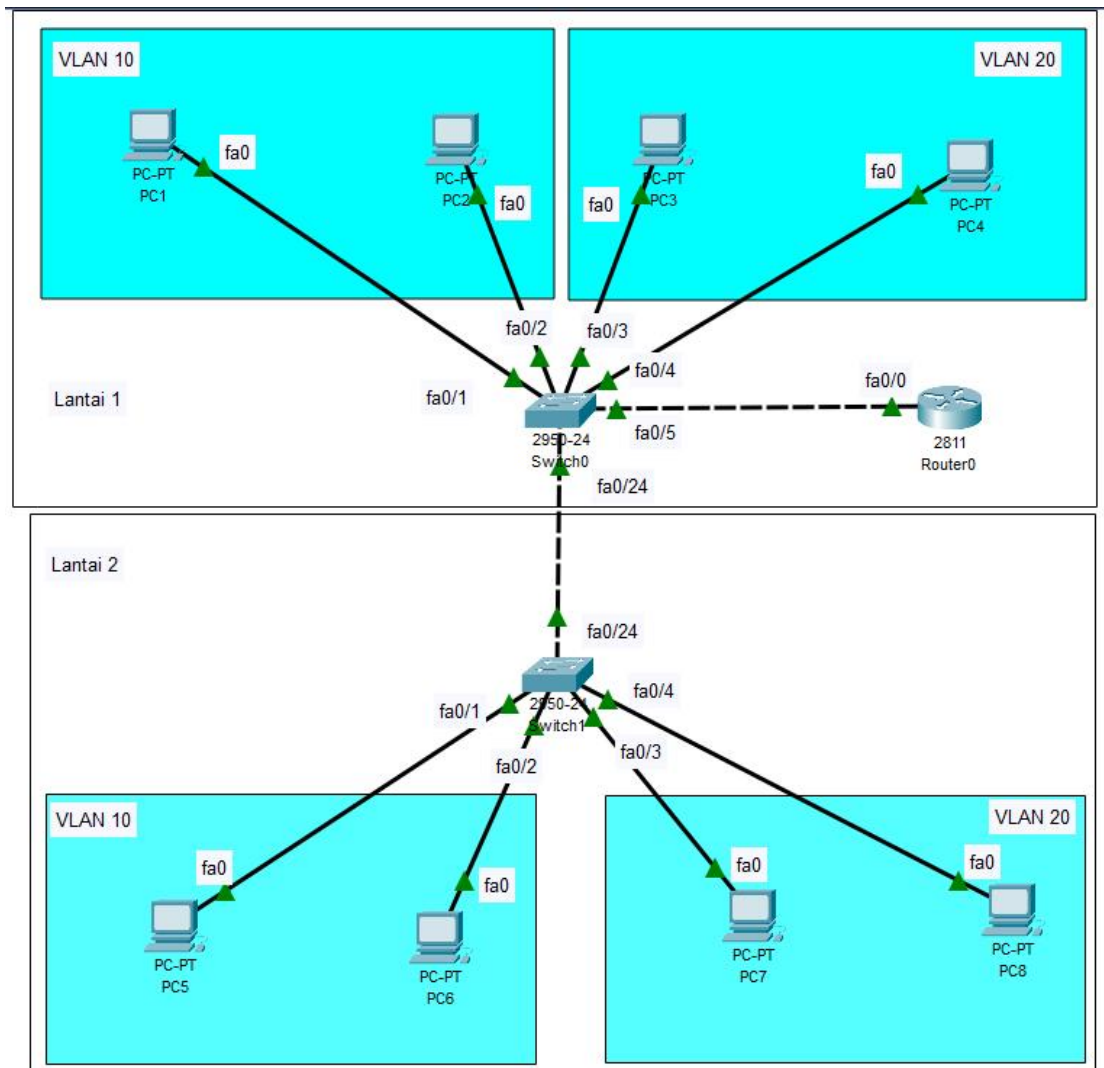 VLAN 10
VLAN 20
fa0
PC-PT
PC1
PC-PT
PC2
fa0
PC-PT
PC3
fa0
fa0
PC-PT
PC4
fa0/2
fa0/3
fa0/4
fa0/0
Lantai 1
fa0/1
fa0/5
2950-24
Switch0
2811
Router0
fa0/24
Lantai 2
fa0/24
fa0/1
2950-24
Switch1
fa0/4
fa0/2
fa0/3
VLAN 10
VLAN 20
fa0
PC-PT
PC5
fa0
PC-PT
PC6
fa0
PC-PT
PC7
fa0
PC-PT
PC8